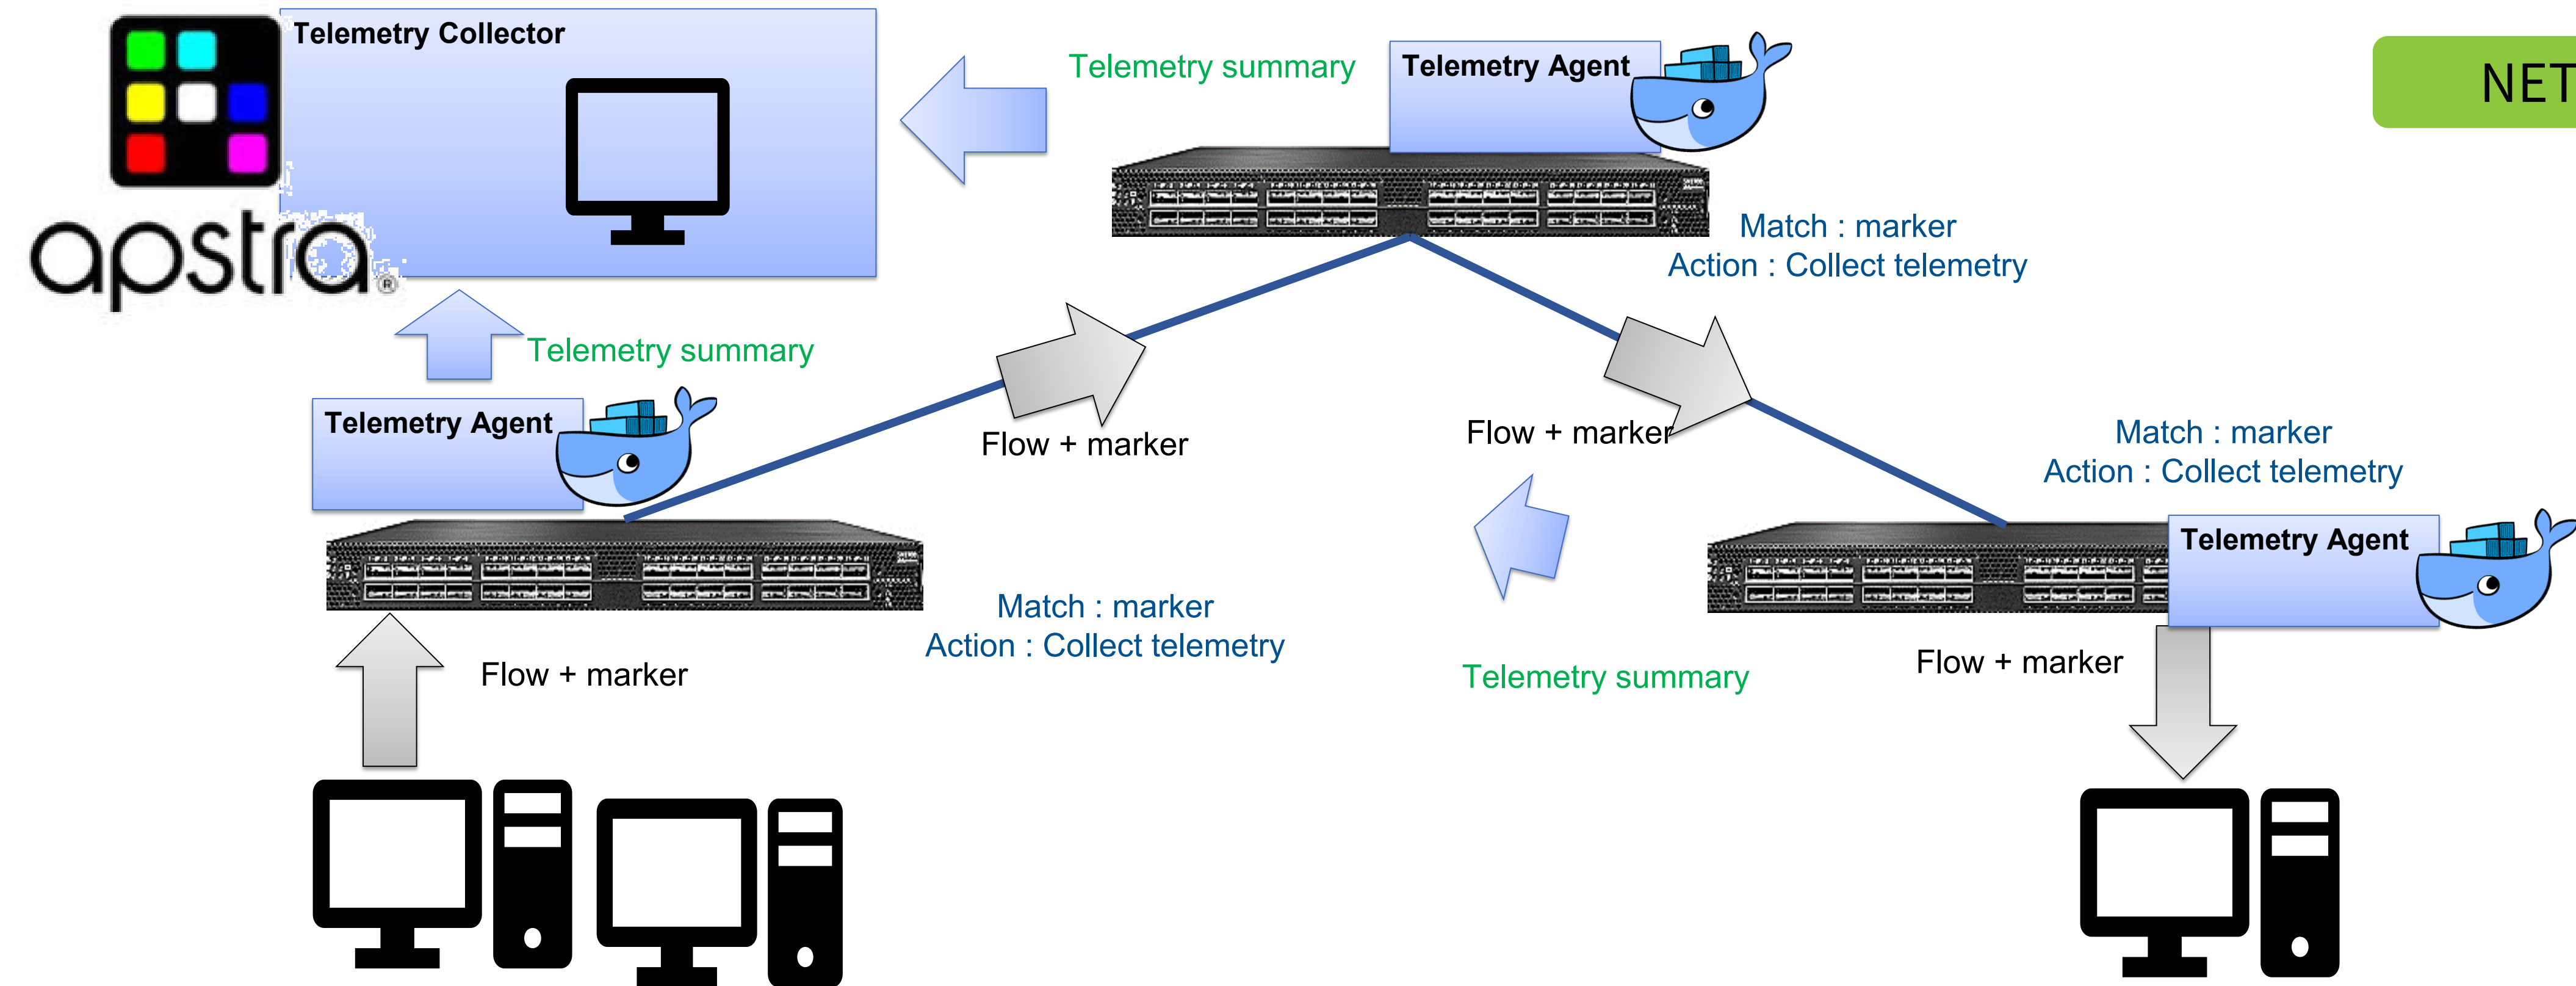 Telemetry Collector
apstra®
Telemetry summary
Telemetry Agent
NET
Match : marker
Action : Collect telemetry
Telemetry summary
Telemetry Agent
Flow + marker
Flow + marker
Match : marker
Action : Collect telemetry
Telemetry Agent
Match : marker
Action : Collect telemetry
Flow + marker
Telemetry summary
Flow + marker